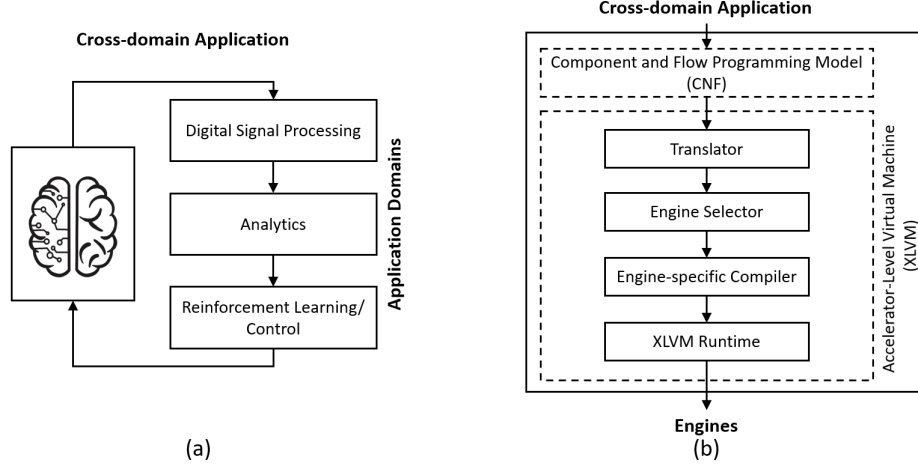 Cross-domain Application
Digital Signal Processing
Analytics
Reinforcement Learning/
Control
Application Domains
(a)
Cross-domain Application
Component and Flow Programming Model
(CNF)
Translator
Engine Selector
Engine-specific Compiler
XLVM Runtime
Accelerator-Level Virtual Machine
(XLVM)
Engines
(b)